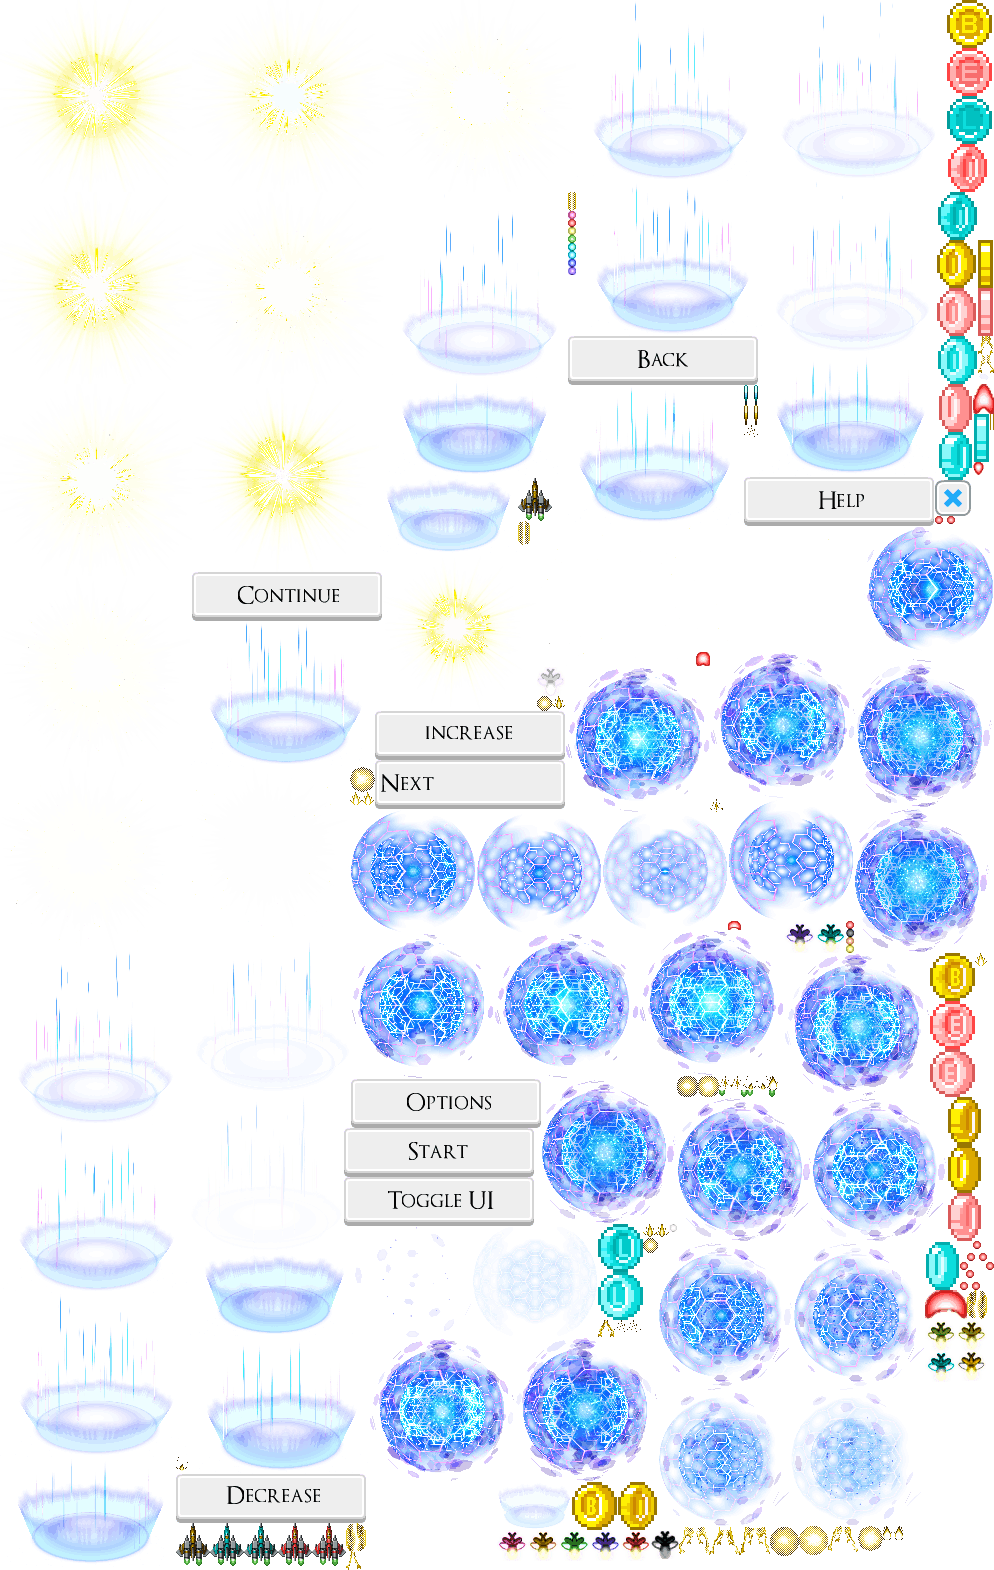 B
E
BACK
HELP
CONTINUE
INCREASE
NEXT
B
E
E
OPTIONS
START
TOGGLE UI
L
L
DECREASE
B